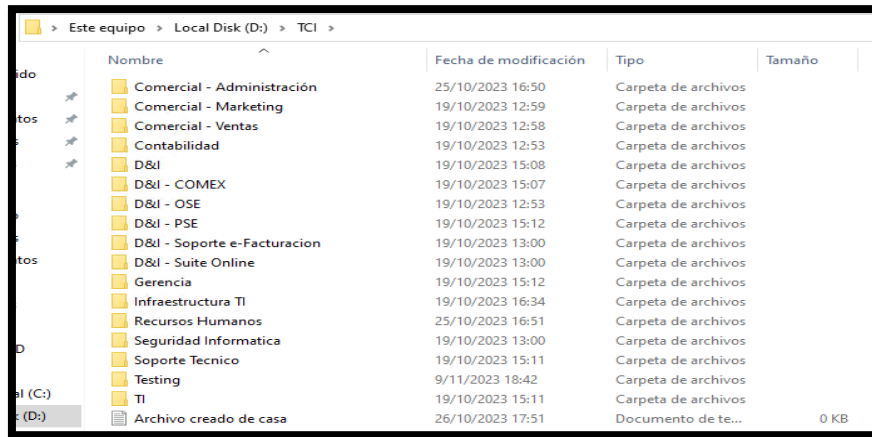 Este equipo > Local Disk (D:) > TCI >
Nombre Fecha de modificación Tipo Tamaño
ido
Comercial - Administración 25/10/2023 16:50 Carpeta de archivos
Comercial - Marketing 19/10/2023 12:59 Carpeta de archivos
tos Comercial - Ventas 19/10/2023 12:58 Carpeta de archivos
Contabilidad 19/10/2023 12:53 Carpeta de archivos
D&I 19/10/2023 15:08 Carpeta de archivos
D&I - COMEX 19/10/2023 15:07 Carpeta de archivos
D&I - OSE 19/10/2023 12:53 Carpeta de archivos
D&I - PSE 19/10/2023 15:12 Carpeta de archivos
D&I - Soporte e-Facturacion 19/10/2023 13:00 Carpeta de archivos
tos D&I - Suite Online 19/10/2023 13:00 Carpeta de archivos
Gerencia 19/10/2023 15:12 Carpeta de archivos
Infraestructura TI 19/10/2023 16:34 Carpeta de archivos
Recursos Humanos 25/10/2023 16:51 Carpeta de archivos
D Seguridad Informatica 19/10/2023 13:00 Carpeta de archivos
Soporte Tecnico 19/10/2023 15:11 Carpeta de archivos
Testing 9/11/2023 18:42 Carpeta de archivos
al (C:) TI 19/10/2023 15:11 Carpeta de archivos
(D:) Archivo creado de casa 26/10/2023 17:51 Documento de te... 0 KB